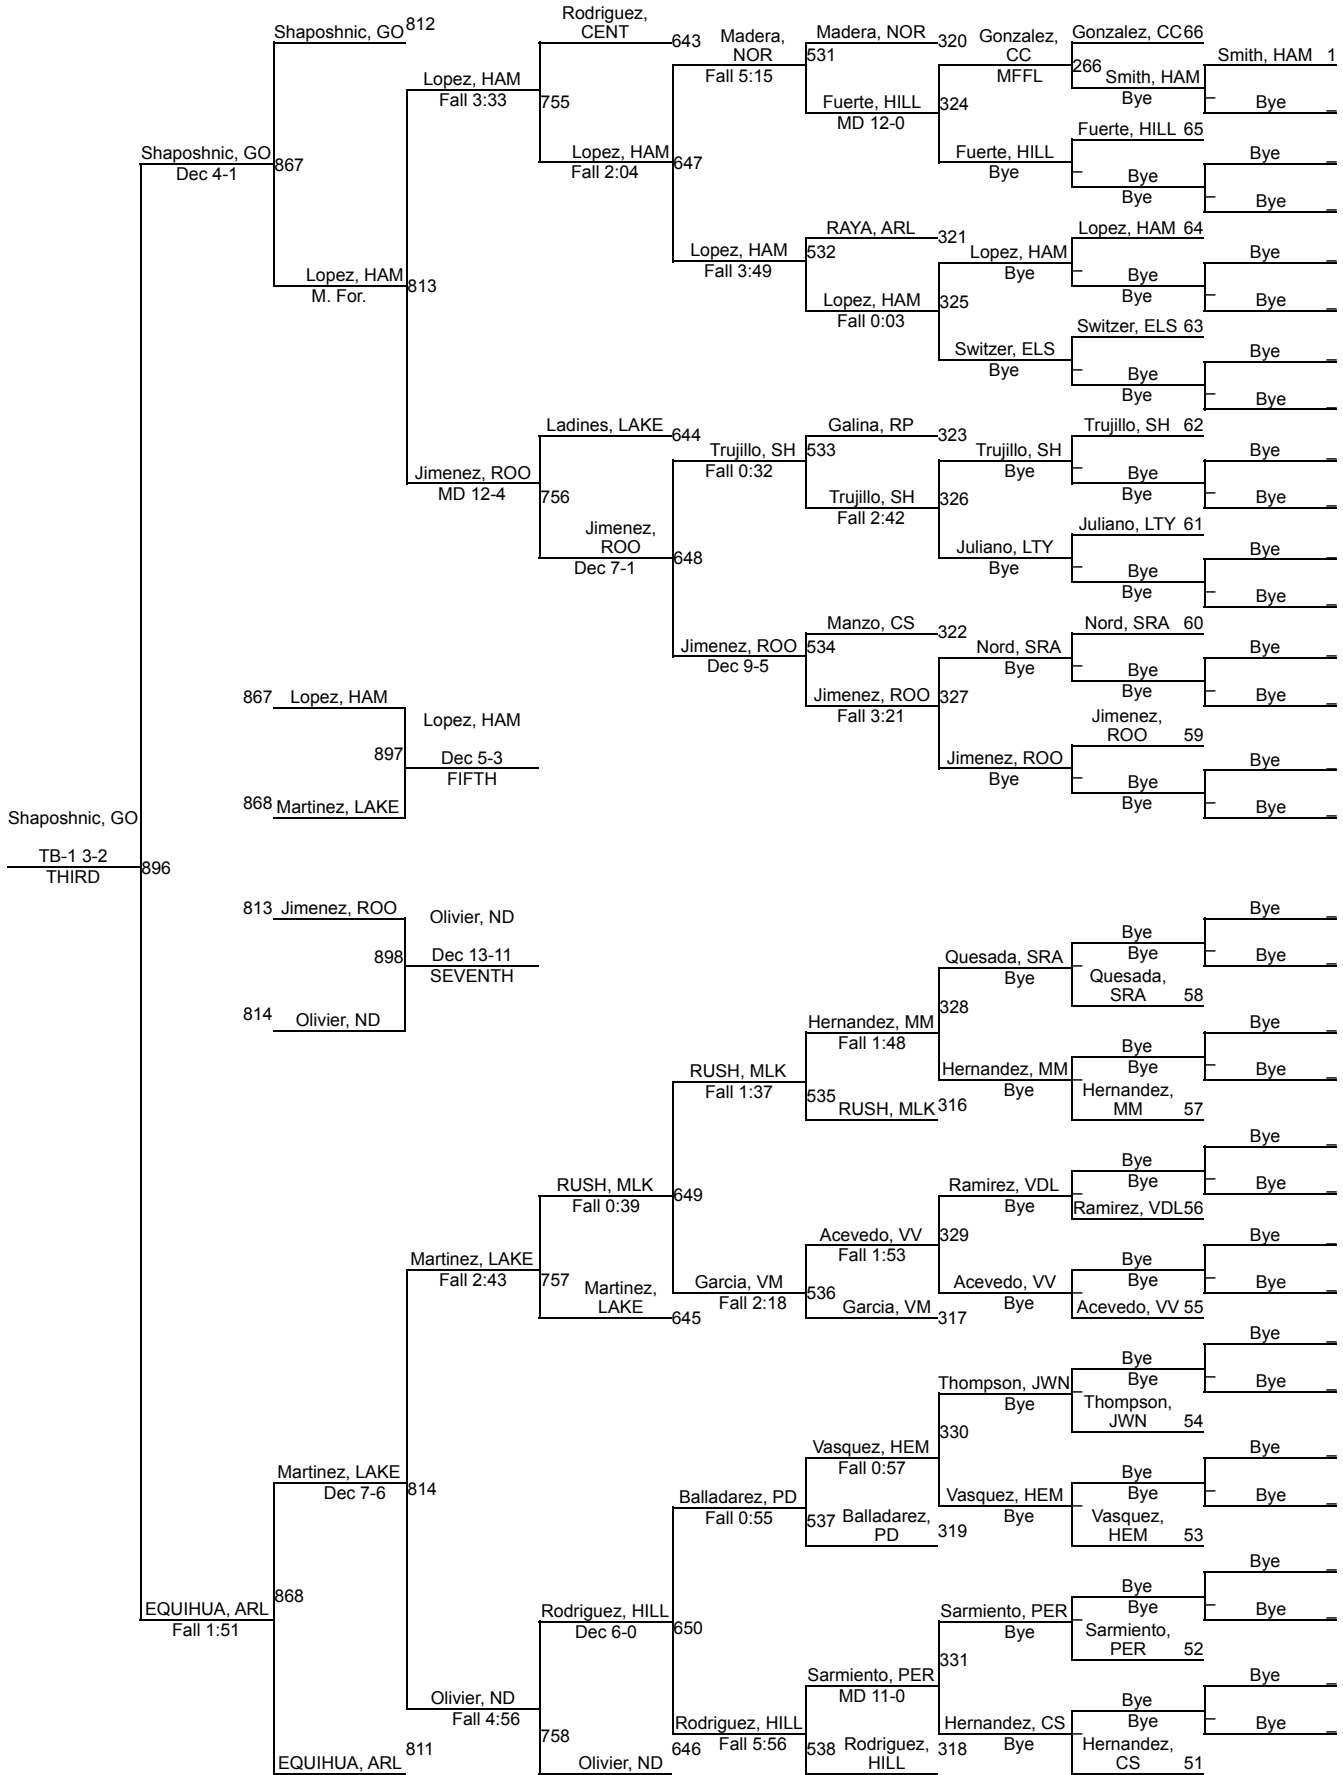 Shaposhnic, GO 812
Rodriguez,
CENT
643
Madera,
NOR
Fall 5:15
Madera, NOR 320
531
Gonzalez,
CC
MFFL
Gonzalez, CC 66
266
Smith, HAM
Bye
Smith, HAM 1
Bye
Lopez, HAM
Fall 3:33
755
Fuerte, HILL
MD 12-0
324
Fuerte, HILL 65
Fuerte, HILL
Bye
Bye
Bye
Bye
Bye
Shaposhnic, GO
Dec 4-1
867
Lopez, HAM
Fall 2:04
647
RAYA, ARL 321
532
Lopez, HAM
Fall 3:49
Lopez, HAM 64
Lopez, HAM
Bye
Bye
Bye
Bye
Bye
Lopez, HAM
M. For.
813
Lopez, HAM
Fall 0:03
325
Switzer, ELS 63
Switzer, ELS
Bye
Bye
Bye
Bye
Bye
Ladines, LAKE 644
Trujillo, SH
Fall 0:32
Galina, RP 323
533
Trujillo, SH 62
Trujillo, SH
Bye
Bye
Bye
Bye
Bye
Jimenez, ROO
MD 12-4
756
Trujillo, SH
Fall 2:42
326
Jimenez,
ROO
Dec 7-1
648
Juliano, LTY 61
Juliano, LTY
Bye
Bye
Bye
Bye
Bye
Manzo, CS 322
Jimenez, ROO
Dec 9-5
534
Nord, SRA 60
Nord, SRA
Bye
Bye
Bye
Bye
Bye
867 Lopez, HAM
Lopez, HAM
897
Dec 5-3
FIFTH
868 Martinez, LAKE
Jimenez, ROO
Fall 3:21
327
Jimenez,
ROO 59
Jimenez, ROO
Bye
Bye
Bye
Bye
Bye
Shaposhnic, GO
TB-1 3-2
THIRD
896
813 Jimenez, ROO
Olivier, ND
898
Dec 13-11
SEVENTH
814
Olivier, ND
Bye
Bye
Bye
Bye
Quesada, SRA
Bye
Quesada,
SRA 58
328
Hernandez, MM
Fall 1:48
Bye
Bye
Bye
Bye
Hernandez, MM
Bye
Hernandez,
MM 57
RUSH, MLK
Fall 1:37
535
RUSH, MLK 316
Bye
Bye
Bye
Bye
Ramirez, VDL
Bye
Ramirez, VDL 56
RUSH, MLK
Fall 0:39
649
Acevedo, VV
Fall 1:53
329
Bye
Bye
Bye
Bye
Martinez, LAKE
Fall 2:43
757
Martinez,
LAKE
645
Garcia, VM
Fall 2:18
536
Garcia, VM 317
Acevedo, VV
Bye
Acevedo, VV 55
Bye
Bye
Bye
Bye
Thompson, JWN
Bye
Thompson,
JWN 54
330
Vasquez, HEM
Fall 0:57
Bye
Bye
Bye
Bye
Martinez, LAKE
Dec 7-6
814
Balladarez, PD
Fall 0:55
537
Balladarez,
PD
319
Vasquez, HEM
Bye
Vasquez,
HEM 53
868
EQUIHUA, ARL
Fall 1:51
Rodriguez, HILL
Dec 6-0
650
Bye
Bye
Bye
Bye
Sarmiento, PER
Bye
Sarmiento,
PER 52
331
Sarmiento, PER
MD 11-0
Olivier, ND
Fall 4:56
758
Rodriguez, HILL
Fall 5:56
646
538
Rodriguez,
HILL
318
Bye
Bye
Bye
Bye
Hernandez, CS
Bye
Hernandez,
CS 51
EQUIHUA, ARL
811
Olivier, ND